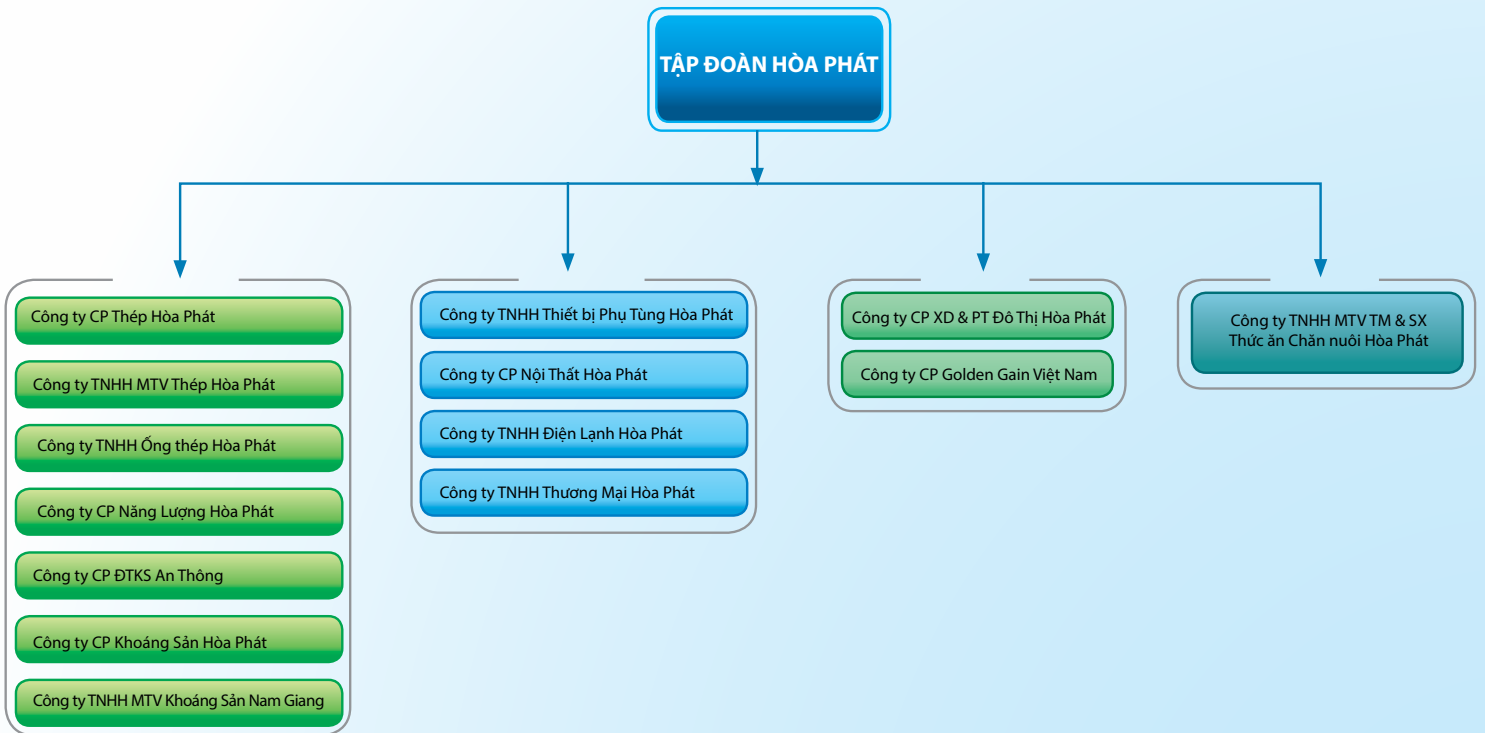 TẬP ĐOÀN HÒA PHÁT
Công ty CP Thép Hòa Phát
Công ty TNHH MTV Thép Hòa Phát
Công ty TNHH Ống thép Hòa Phát
Công ty CP Năng Lượng Hòa Phát
Công ty CP ĐTKS An Thông
Công ty CP Khoáng Sản Hòa Phát
Công ty TNHH MTV Khoáng Sản Nam Giang
Công ty TNHH Thiết bị Phụ Tùng Hòa Phát
Công ty CP Nội Thất Hòa Phát
Công ty TNHH Điện Lạnh Hòa Phát
Công ty TNHH Thương Mại Hòa Phát
Công ty CP XD & PT Đô Thị Hòa Phát
Công ty CP Golden Gain Việt Nam
Công ty TNHH MTV TM & SX
Thức ăn Chăn nuôi Hòa Phát